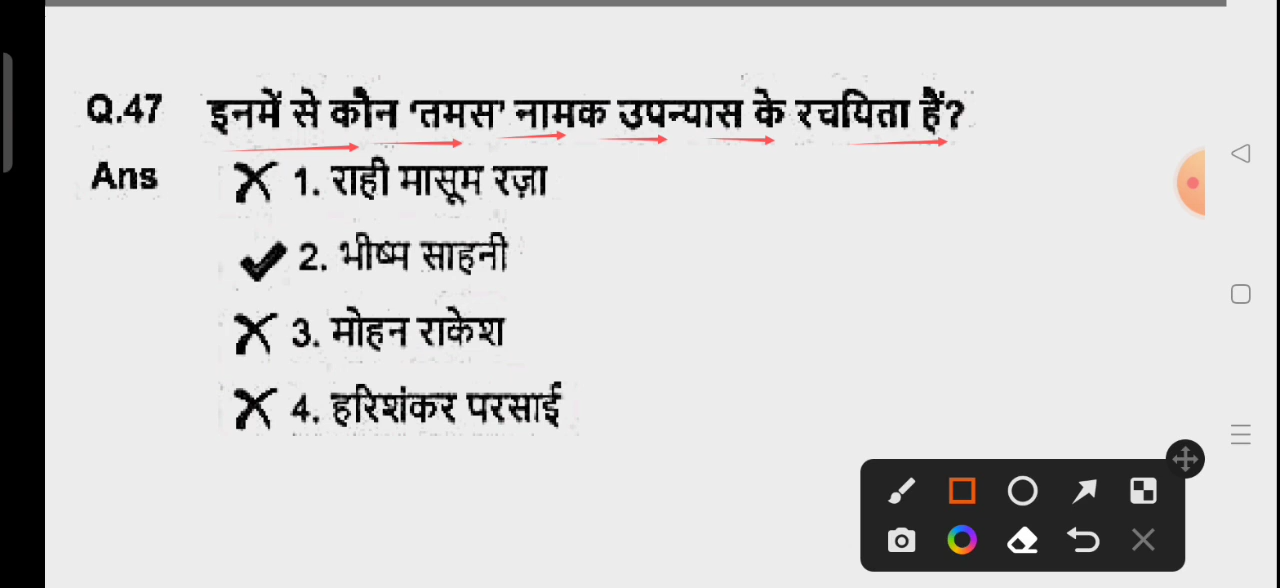 Q.47 इनमें से कौन 'तमस' नामक उपन्यास के रचयिता हैं?
Ans 1. राही मासूम रज़ा
2. भीष्म साहनी
3. मोहन राकेश
4. हरिशंकर परसाई